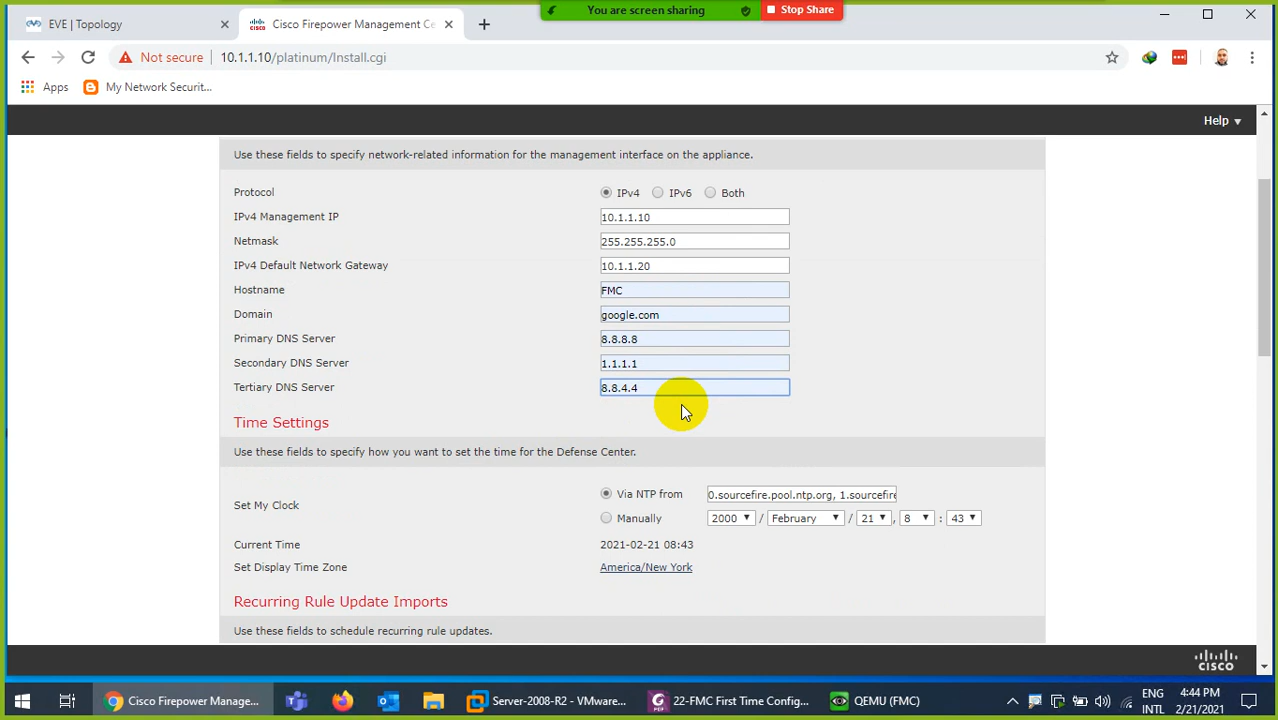 You are screen sharing
Stop Share
EVE | Topology
Cisco Firepower Management Ce
Not secure
10.1.1.10/platinum/Install.cgi
Apps
My Network Securit...
Help
Use these fields to specify network-related information for the management interface on the appliance.
Protocol
IPv4
IPv6
Both
IPv4 Management IP
10.1.1.10
Netmask
255.255.255.0
IPv4 Default Network Gateway
10.1.1.20
Hostname
FMC
Domain
google.com
Primary DNS Server
8.8.8.8
Secondary DNS Server
1.1.1.1
Tertiary DNS Server
8.8.4.4
Time Settings
Use these fields to specify how you want to set the time for the Defense Center.
Set My Clock
Via NTP from
0.sourcefire.pool.ntp.org, 1.sourcefire
Manually
2000 / February / 21 , 8 : 43
Current Time
2021-02-21 08:43
Set Display Time Zone
America/New York
Recurring Rule Update Imports
Use these fields to schedule recurring rule updates.
CISCO
Cisco Firepower Manage...
Server-2008-R2 - VMware...
22-FMC First Time Config...
QEMU (FMC)
ENG
INTL
4:44 PM
2/21/2021